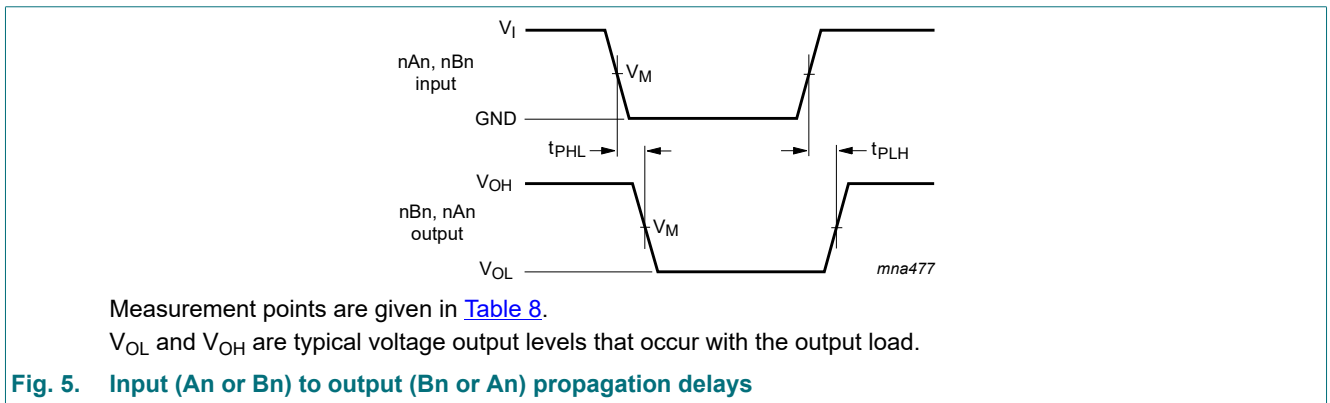 V_I
nAn, nBn
input
V_M
GND
t_PHL
t_PLH
V_OH
nBn, nAn
output
V_M
V_OL
mna477
Measurement points are given in Table 8.
V_OL and V_OH are typical voltage output levels that occur with the output load.
Fig. 5. Input (An or Bn) to output (Bn or An) propagation delays